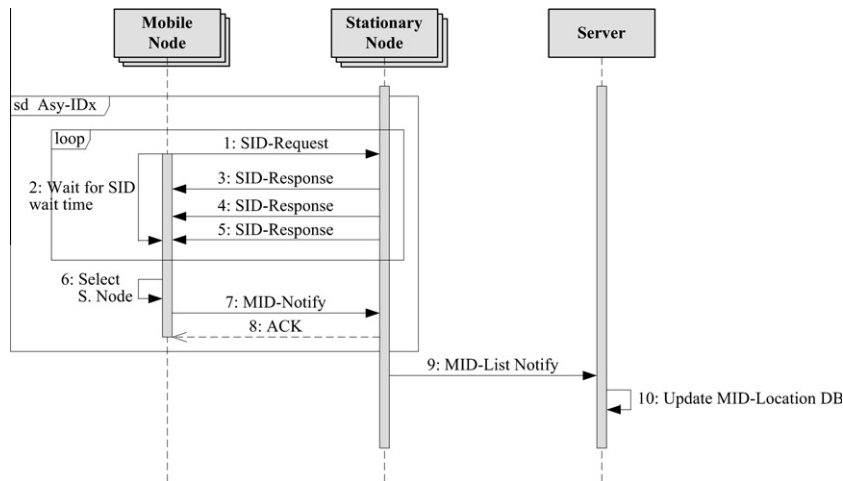 Mobile
Node
Stationary
Node
Server
sd Asy-IDx
loop
1: SID-Request
2: Wait for SID
wait time
3: SID-Response
4: SID-Response
5: SID-Response
6: Select
S. Node
7: MID-Notify
8: ACK
9: MID-List Notify
10: Update MID-Location DB